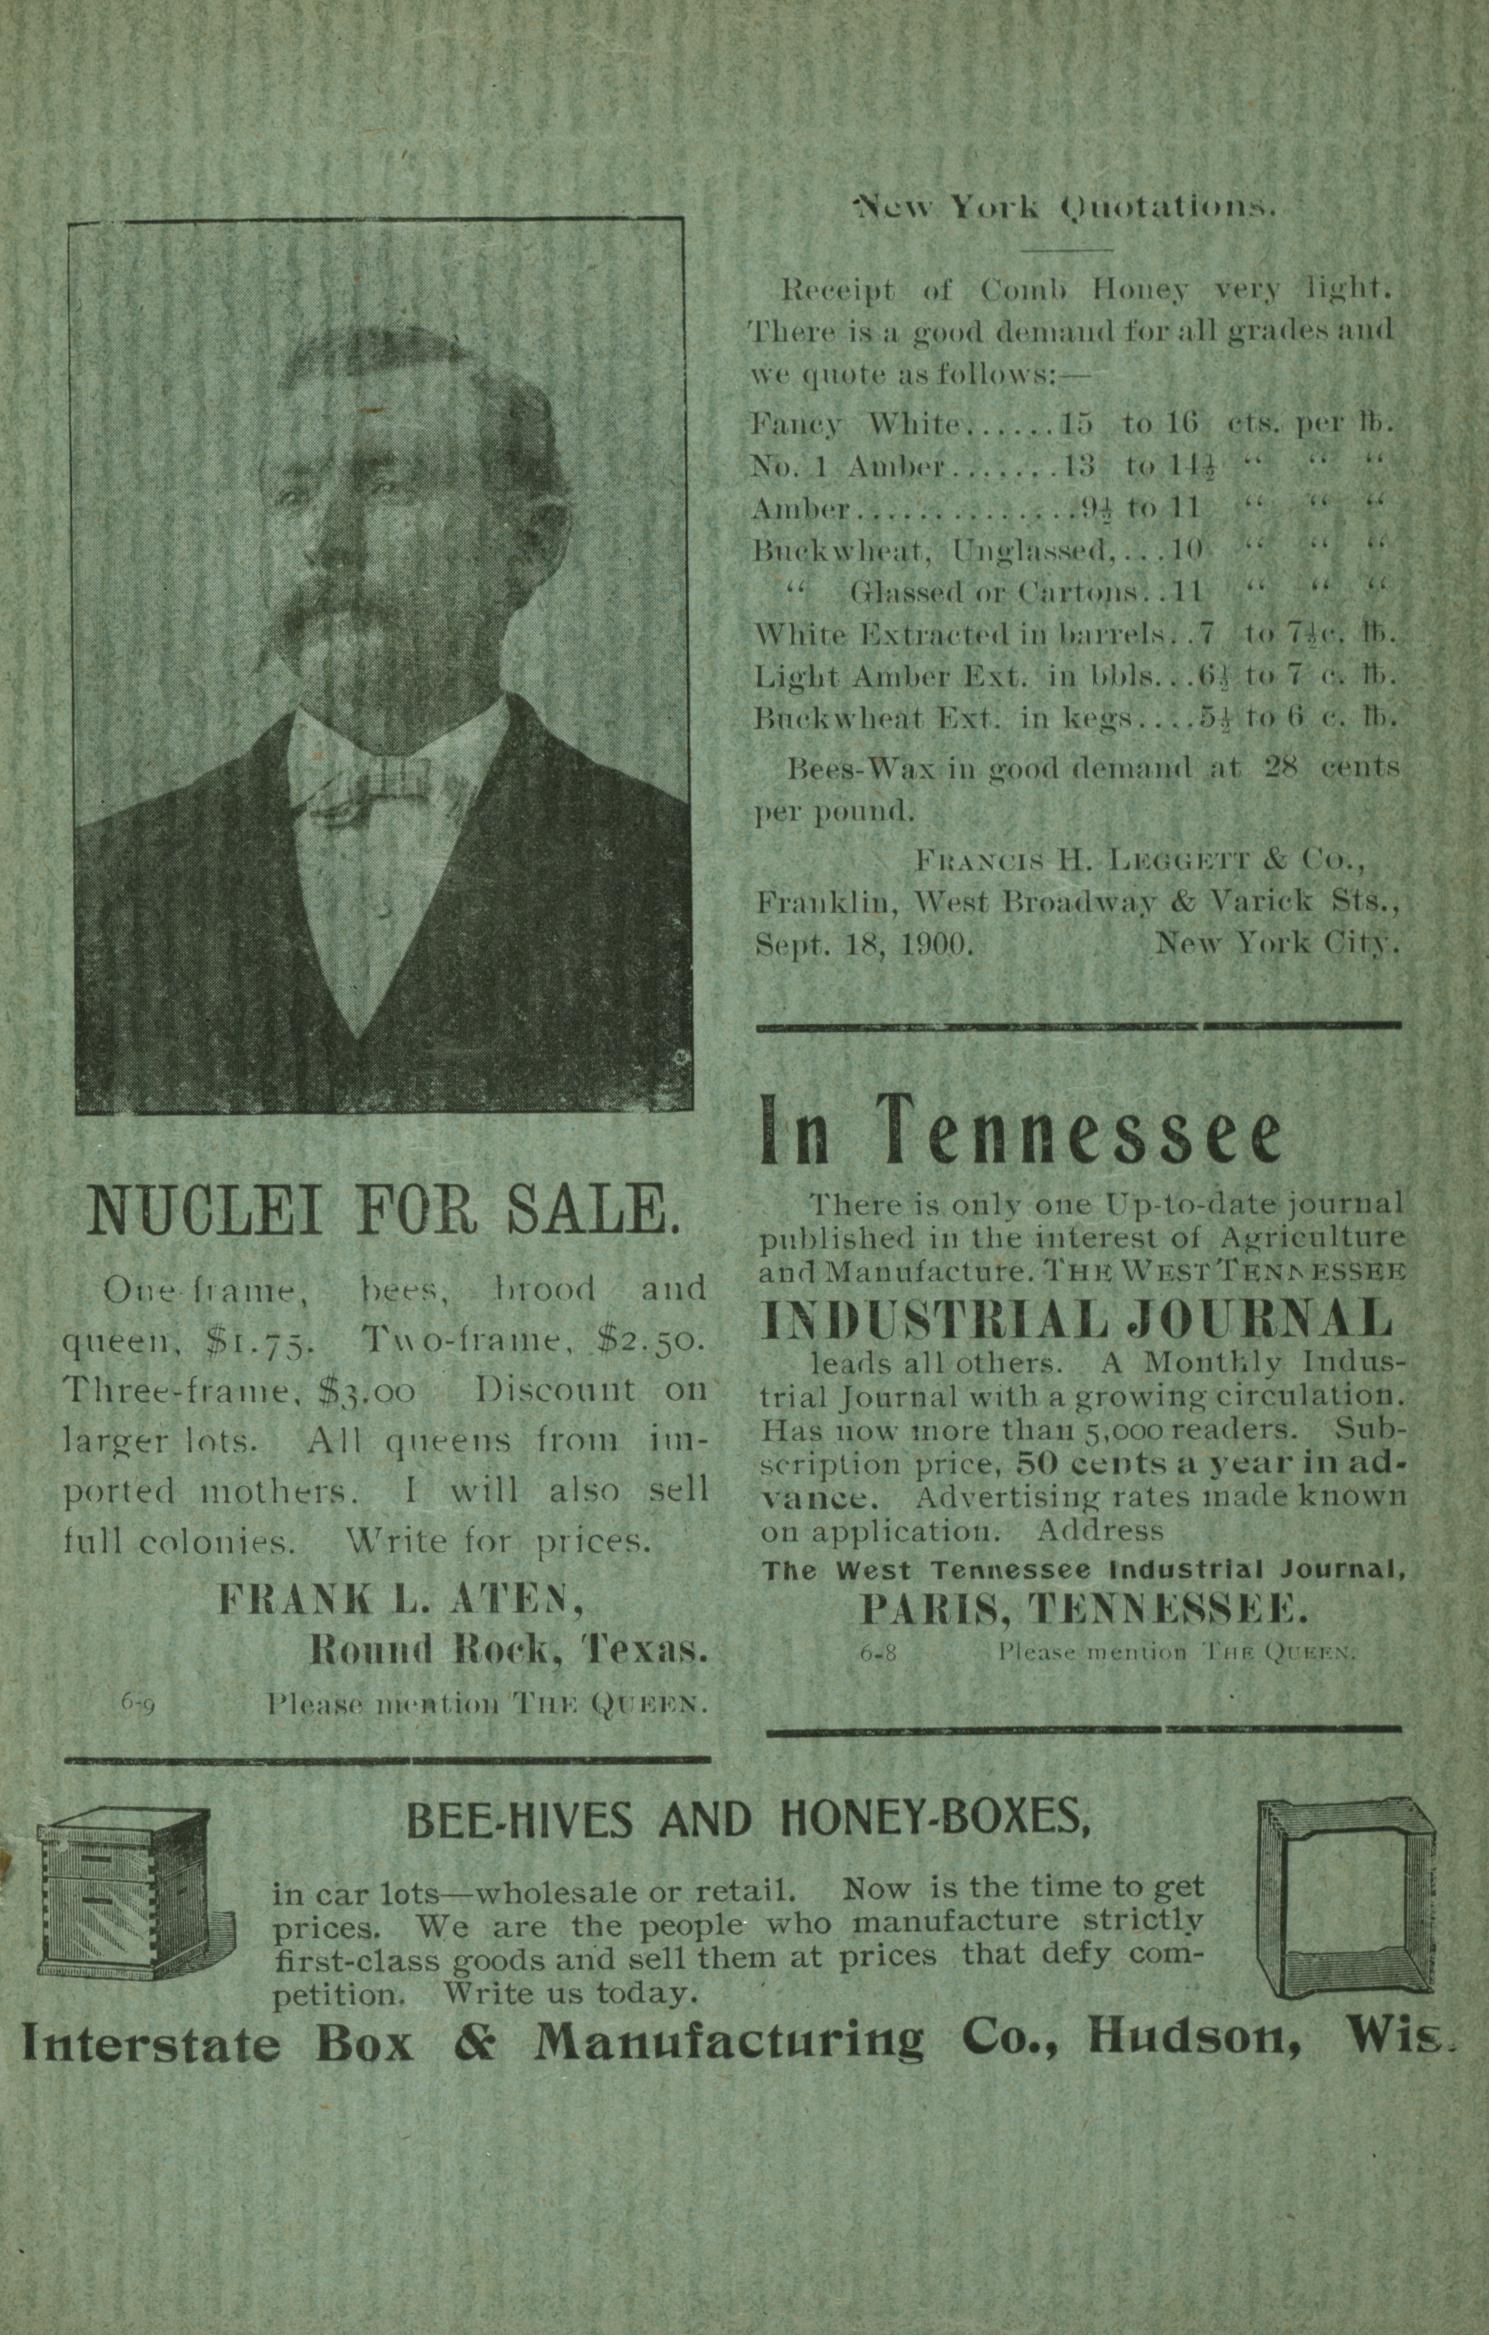 NUCLEI FOR SALE.
One-frame, bees, brood and
queen, $1.75. Two-frame, $2.50.
Three-frame, $3.00 Discount on
larger lots. All queens from im-
ported mothers. I will also sell
full colonies. Write for prices.
FRANK L. ATEN,
Round Rock, Texas.
6-9 Please mention THE QUEEN.
New York Quotations.
Receipt of Comb Honey very light.
There is a good demand for all grades and
we quote as follows:—
Fancy White......15 to 16 cts. per lb.
No. 1 Amber.......13 to 14½ “ “ “
Amber..............9½ to 11 “ “ “
Buckwheat, Unglassed,...10 “ “ “
“ Glassed or Cartons..11 “ “ “
White Extracted in barrels..7 to 7½c. lb.
Light Amber Ext. in bbls...6½ to 7 c. lb.
Buckwheat Ext. in kegs....5½ to 6 c. lb.
Bees-Wax in good demand at 28 cents
per pound.
FRANCIS H. LEGGETT & CO.,
Franklin, West Broadway & Varick Sts.,
Sept. 18, 1900. New York City.
In Tennessee
There is only one Up-to-date journal
published in the interest of Agriculture
and Manufacture. THE WEST TENNESSEE
INDUSTRIAL JOURNAL
leads all others. A Monthly Indus-
trial Journal with a growing circulation.
Has now more than 5,000 readers. Sub-
scription price, 50 cents a year in ad-
vance. Advertising rates made known
on application. Address
The West Tennessee Industrial Journal,
PARIS, TENNESSEE.
6-8 Please mention THE QUEEN.
BEE-HIVES AND HONEY-BOXES,
in car lots—wholesale or retail. Now is the time to get
prices. We are the people who manufacture strictly
first-class goods and sell them at prices that defy com-
petition. Write us today.
Interstate Box & Manufacturing Co., Hudson, Wis.